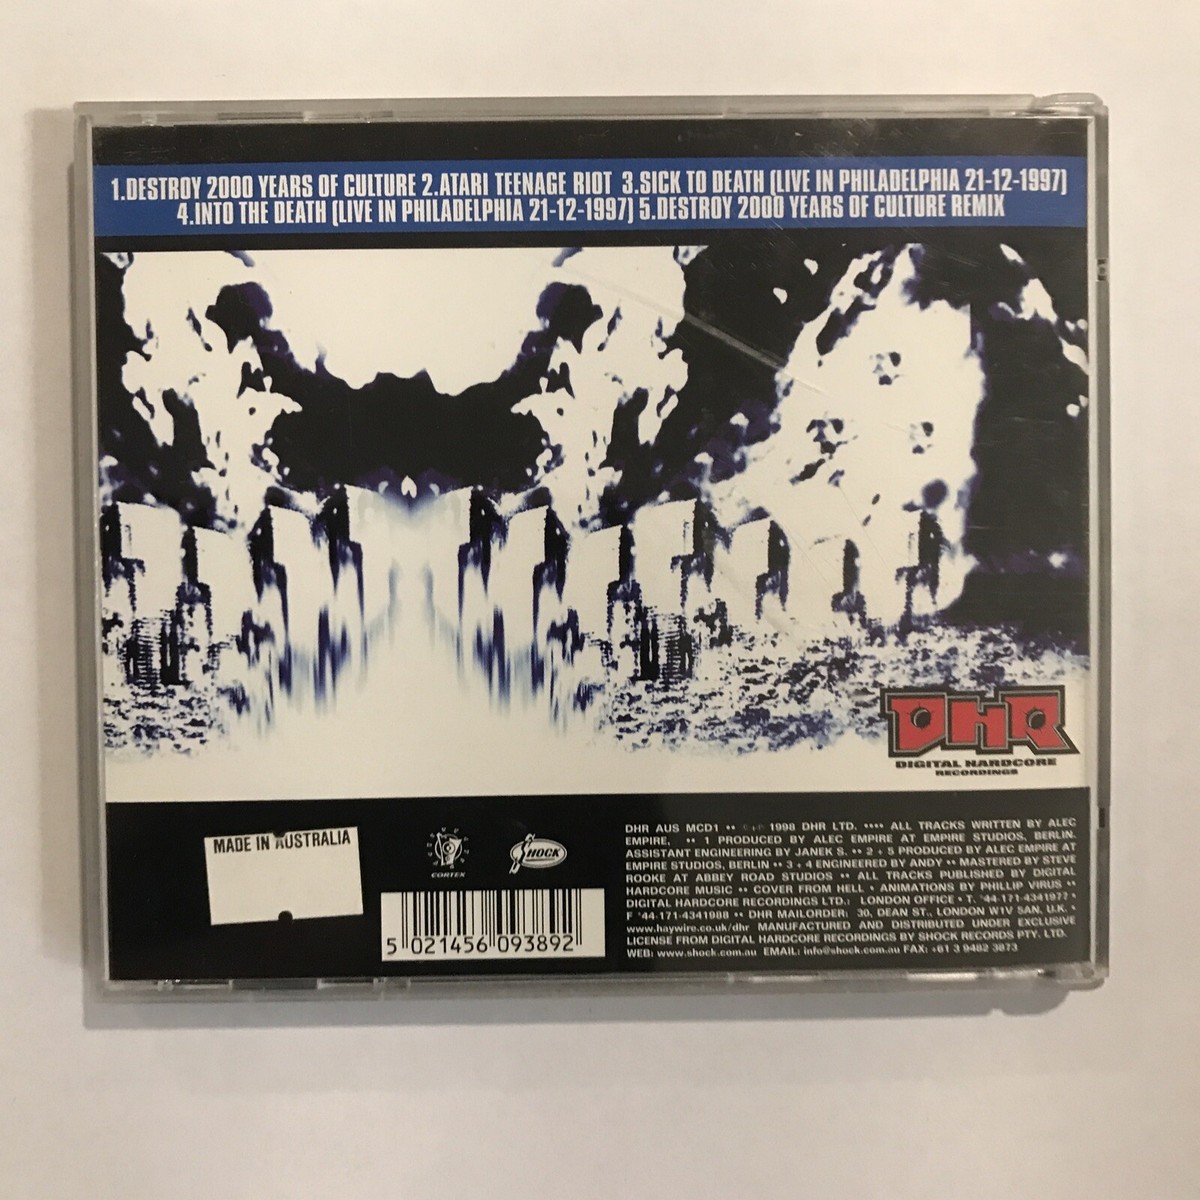 1.DESTROY 2000 YEARS OF CULTURE 2.ATARI TEENAGE RIOT 3.SICK TO DEATH (LIVE IN PHILADELPHIA 21-12-1997)
4.INTO THE DEATH (LIVE IN PHILADELPHIA 21-12-1997) 5.DESTROY 2000 YEARS OF CULTURE REMIX
DHR
DIGITAL HARDCORE
RECORDINGS
MADE IN AUSTRALIA
CORTEX
SHOCK
5 021456 093892
DHR AUS MCD1 •• 1998 DHR LTD. •••• ALL TRACKS WRITTEN BY ALEC
EMPIRE, •• 1 PRODUCED BY ALEC EMPIRE AT EMPIRE STUDIOS, BERLIN.
ASSISTANT ENGINEERING BY JANEK S. •• 2 + 5 PRODUCED BY ALEC EMPIRE AT
EMPIRE STUDIOS, BERLIN •• 3 + 4 ENGINEERED BY ANDY •• MASTERED BY STEVE
ROOKE AT ABBEY ROAD STUDIOS •• ALL TRACKS PUBLISHED BY DIGITAL
HARDCORE MUSIC •• COVER FROM HELL • ANIMATIONS BY PHILLIP VIRUS ••
DIGITAL HARDCORE RECORDINGS LTD.: LONDON OFFICE • T. *44-171-4341977 •
F *44-171-4341988 •• DHR MAILORDER: 30, DEAN ST., LONDON W1V 5AN, U.K. •
www.haywire.co.uk/dhr MANUFACTURED AND DISTRIBUTED UNDER EXCLUSIVE
LICENSE FROM DIGITAL HARDCORE RECORDINGS BY SHOCK RECORDS PTY. LTD.
WEB: www.shock.com.au EMAIL: info@shock.com.au FAX: +61 3 9482 3873